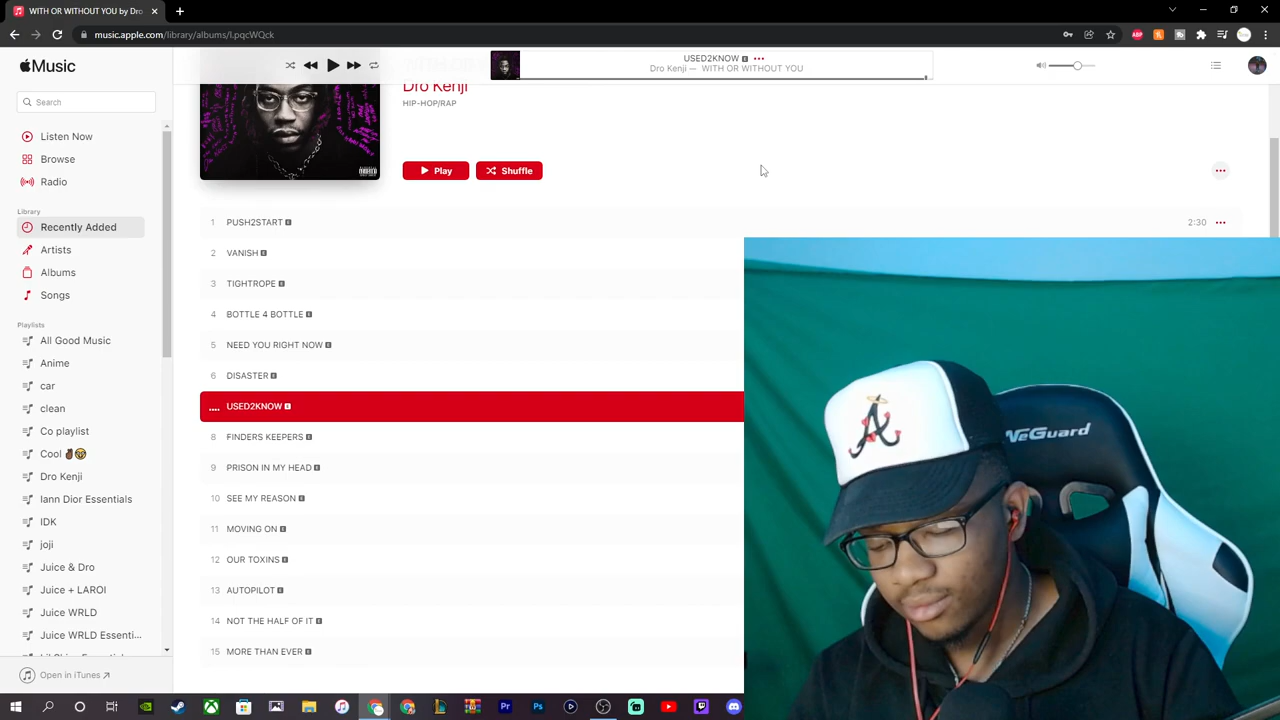 WITH OR WITHOUT YOU by Dro
music.apple.com/library/albums/l.pqcWQck
ABP
Music
USED2KNOW E
Dro Kenji — WITH OR WITHOUT YOU
Search
Listen Now
Browse
Radio
Library
Recently Added
Artists
Albums
Songs
Playlists
All Good Music
Anime
car
clean
Co playlist
Cool
Dro Kenji
Iann Dior Essentials
IDK
joji
Juice & Dro
Juice + LAROI
Juice WRLD
Juice WRLD Essenti...
Open in iTunes
Dro Kenji
HIP-HOP/RAP
Play
Shuffle
1 PUSH2START E 2:30
2 VANISH E
3 TIGHTROPE E
4 BOTTLE 4 BOTTLE E
5 NEED YOU RIGHT NOW E
6 DISASTER E
USED2KNOW E
8 FINDERS KEEPERS E
9 PRISON IN MY HEAD E
10 SEE MY REASON E
11 MOVING ON E
12 OUR TOXINS E
13 AUTOPILOT E
14 NOT THE HALF OF IT E
15 MORE THAN EVER E
A
NeGuard
Pr
Ps